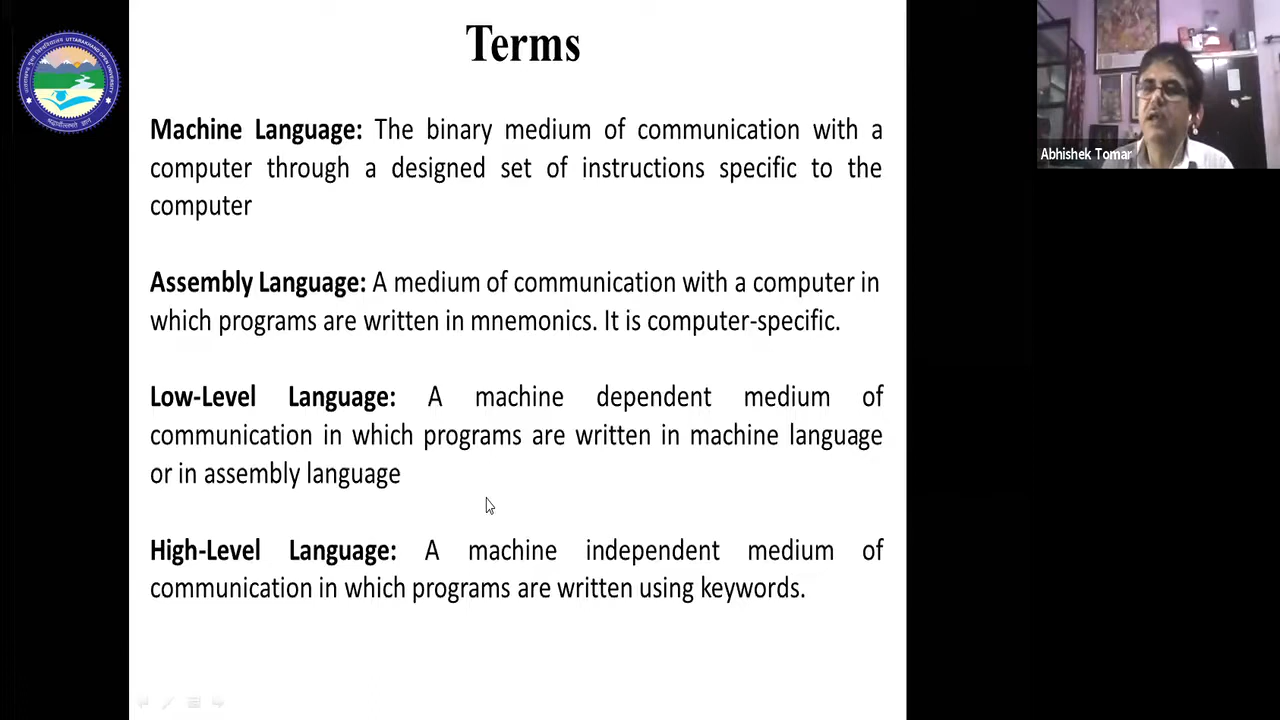 Terms
Machine Language: The binary medium of communication with a
computer through a designed set of instructions specific to the
computer
Assembly Language: A medium of communication with a computer in
which programs are written in mnemonics. It is computer-specific.
Low-Level Language: A machine dependent medium of
communication in which programs are written in machine language
or in assembly language
High-Level Language: A machine independent medium of
communication in which programs are written using keywords.
Abhishek Tomar
UTTARAKHAND OPEN UNIVERSITY